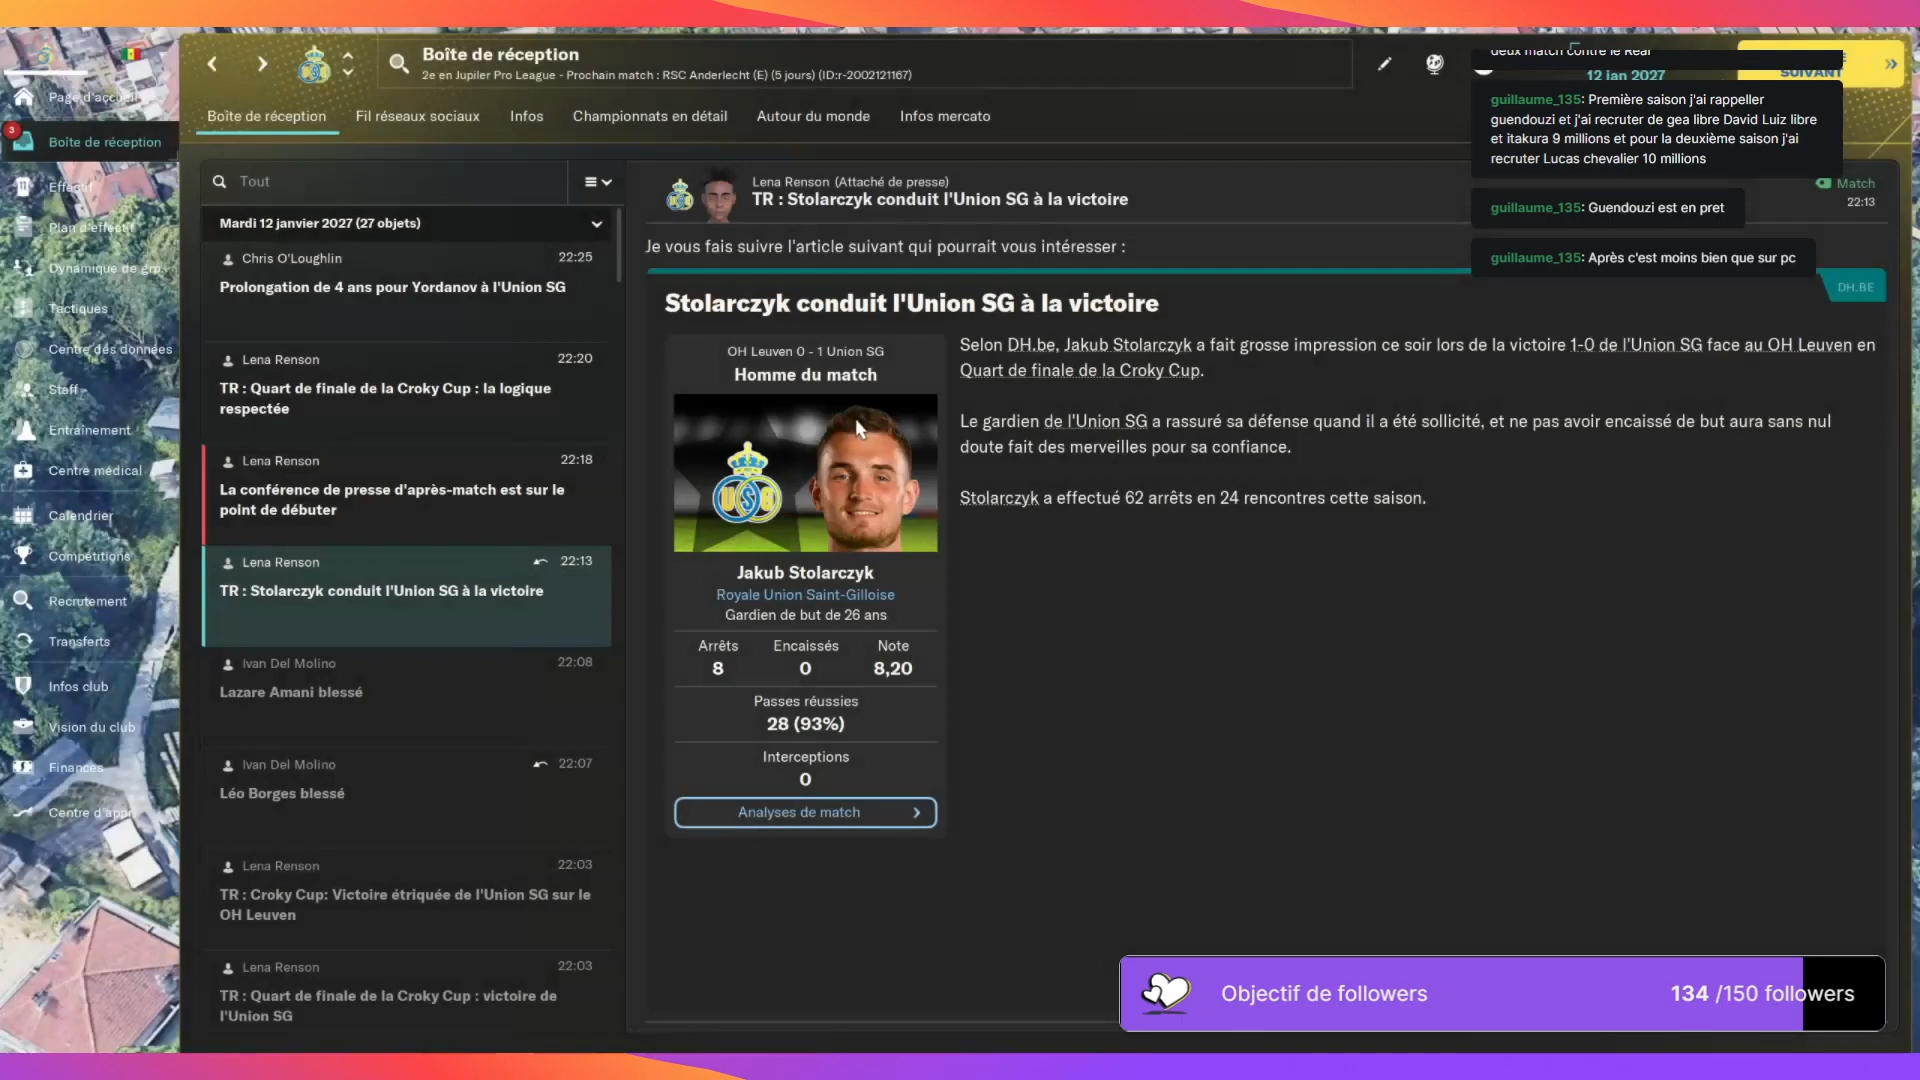 Boîte de réception
2e en Jupiler Pro League - Prochain match : RSC Anderlecht (E) (5 jours) (ID:r-2002121167)
deux match contre le Real
12 jan 2027
SUIVANT
guillaume_135: Première saison j'ai rappeller
guendouzi et j'ai recruter de gea libre David Luiz libre
et itakura 9 millions et pour la deuxième saison j'ai
recruter Lucas chevalier 10 millions
guillaume_135: Guendouzi est en pret
guillaume_135: Après c'est moins bien que sur pc
Page d'accueil
3
Boîte de réception
Effectif
Plan d'effectif
Dynamique de grp.
Tactiques
Centre des données
Staff
Entraînement
Centre médical
Calendrier
Compétitions
Recrutement
Transferts
Infos club
Vision du club
Finances
Centre d'appr.
Boîte de réception
Fil réseaux sociaux
Infos
Championnats en détail
Autour du monde
Infos mercato
Tout
Mardi 12 janvier 2027 (27 objets)
Chris O'Loughlin 22:25
Prolongation de 4 ans pour Yordanov à l'Union SG
Lena Renson 22:20
TR : Quart de finale de la Croky Cup : la logique
respectée
Lena Renson 22:18
La conférence de presse d'après-match est sur le
point de débuter
Lena Renson 22:13
TR : Stolarczyk conduit l'Union SG à la victoire
Ivan Del Molino 22:08
Lazare Amani blessé
Ivan Del Molino 22:07
Léo Borges blessé
Lena Renson 22:03
TR : Croky Cup: Victoire étriquée de l'Union SG sur le
OH Leuven
Lena Renson 22:03
TR : Quart de finale de la Croky Cup : victoire de
l'Union SG
Lena Renson (Attaché de presse)
TR : Stolarczyk conduit l'Union SG à la victoire
Match
22:13
Je vous fais suivre l'article suivant qui pourrait vous intéresser :
DH.BE
Stolarczyk conduit l'Union SG à la victoire
OH Leuven 0 - 1 Union SG
Homme du match
USG
Jakub Stolarczyk
Royale Union Saint-Gilloise
Gardien de but de 26 ans
Arrêts Encaissés Note
8 0 8,20
Passes réussies
28 (93%)
Interceptions
0
Analyses de match
Selon DH.be, Jakub Stolarczyk a fait grosse impression ce soir lors de la victoire 1-0 de l'Union SG face au OH Leuven en
Quart de finale de la Croky Cup.
Le gardien de l'Union SG a rassuré sa défense quand il a été sollicité, et ne pas avoir encaissé de but aura sans nul
doute fait des merveilles pour sa confiance.
Stolarczyk a effectué 62 arrêts en 24 rencontres cette saison.
Objectif de followers
134 /150 followers